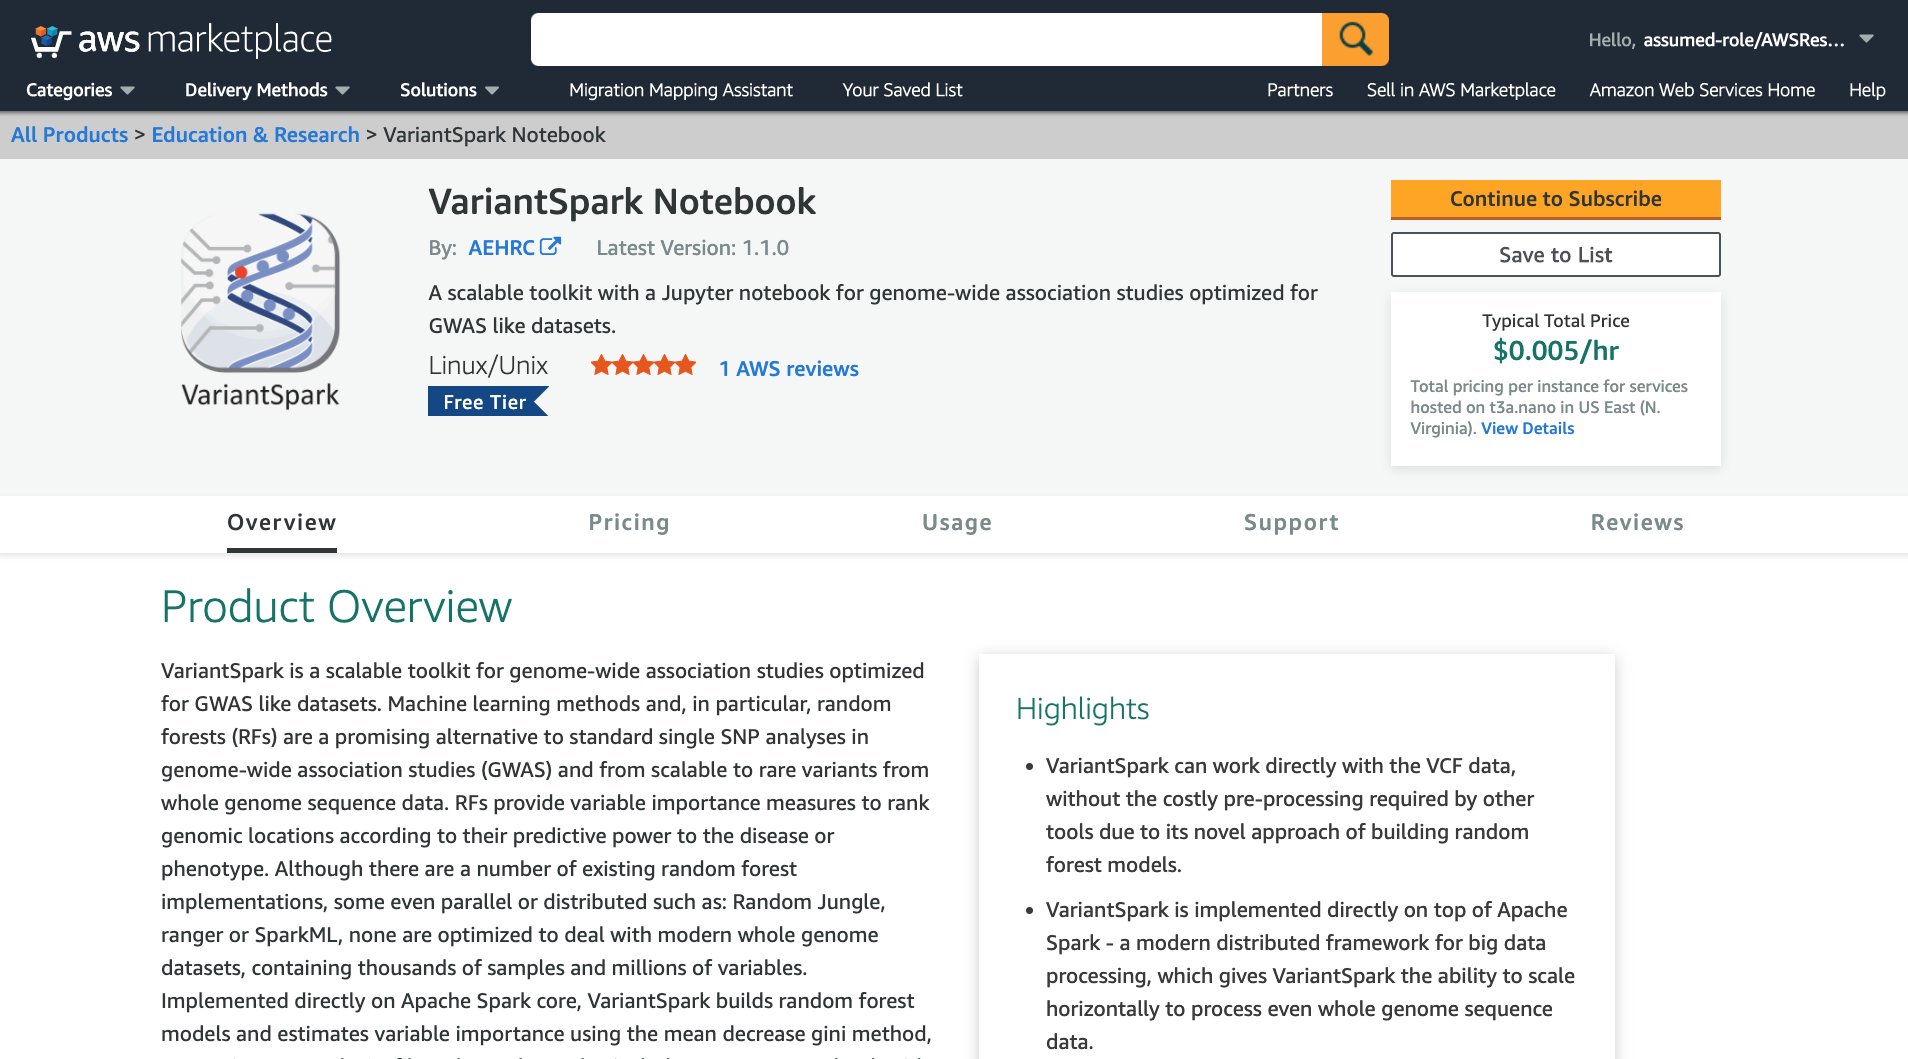 aws marketplace
Hello, assumed-role/AWSRes...
Categories
Delivery Methods
Solutions
Migration Mapping Assistant
Your Saved List
Partners
Sell in AWS Marketplace
Amazon Web Services Home
Help
All Products > Education & Research > VariantSpark Notebook
VariantSpark
VariantSpark Notebook
By: AEHRC
Latest Version: 1.1.0
A scalable toolkit with a Jupyter notebook for genome-wide association studies optimized for
GWAS like datasets.
Linux/Unix
1 AWS reviews
Free Tier
Continue to Subscribe
Save to List
Typical Total Price
$0.005/hr
Total pricing per instance for services
hosted on t3a.nano in US East (N.
Virginia). View Details
Overview
Pricing
Usage
Support
Reviews
Product Overview
VariantSpark is a scalable toolkit for genome-wide association studies optimized
for GWAS like datasets. Machine learning methods and, in particular, random
forests (RFs) are a promising alternative to standard single SNP analyses in
genome-wide association studies (GWAS) and from scalable to rare variants from
whole genome sequence data. RFs provide variable importance measures to rank
genomic locations according to their predictive power to the disease or
phenotype. Although there are a number of existing random forest
implementations, some even parallel or distributed such as: Random Jungle,
ranger or SparkML, none are optimized to deal with modern whole genome
datasets, containing thousands of samples and millions of variables.
Implemented directly on Apache Spark core, VariantSpark builds random forest
models and estimates variable importance using the mean decrease gini method,
Highlights
• VariantSpark can work directly with the VCF data,
without the costly pre-processing required by other
tools due to its novel approach of building random
forest models.
• VariantSpark is implemented directly on top of Apache
Spark - a modern distributed framework for big data
processing, which gives VariantSpark the ability to scale
horizontally to process even whole genome sequence
data.